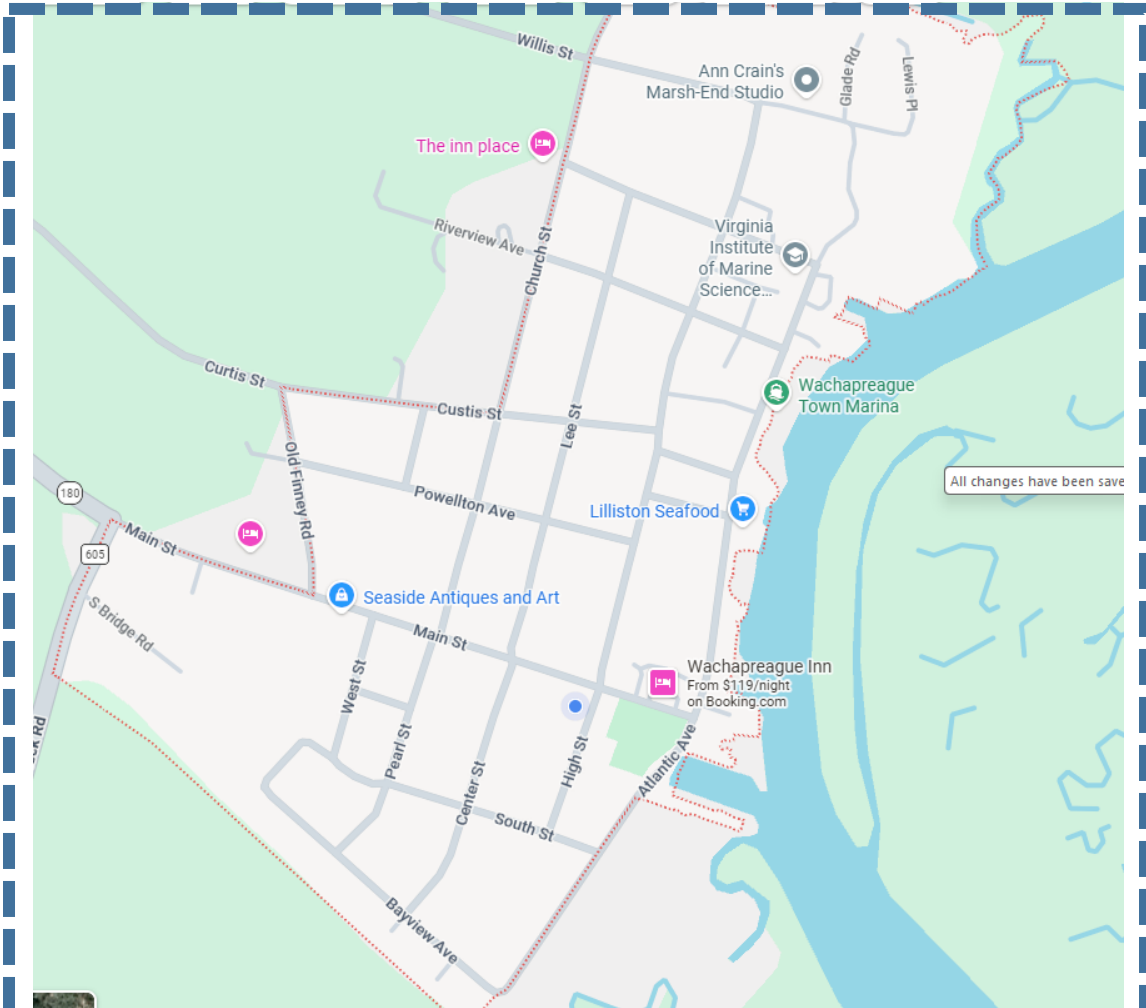 Willis St
Ann Crain's
Marsh-End Studio
Glade Rd
Lewis Pl
The inn place
Riverview Ave
Church St
Virginia
Institute
of Marine
Science...
Curtis St
Custis St
Wachapreague
Town Marina
Lee St
Old Finney Rd
180
Powellton Ave
Lilliston Seafood
All changes have been save
Main St
605
S Bridge Rd
Seaside Antiques and Art
Main St
Wachapreague Inn
From $119/night
on Booking.com
West St
Pearl St
High St
Atlantic Ave
Center St
South St
Rd
Bayview Ave